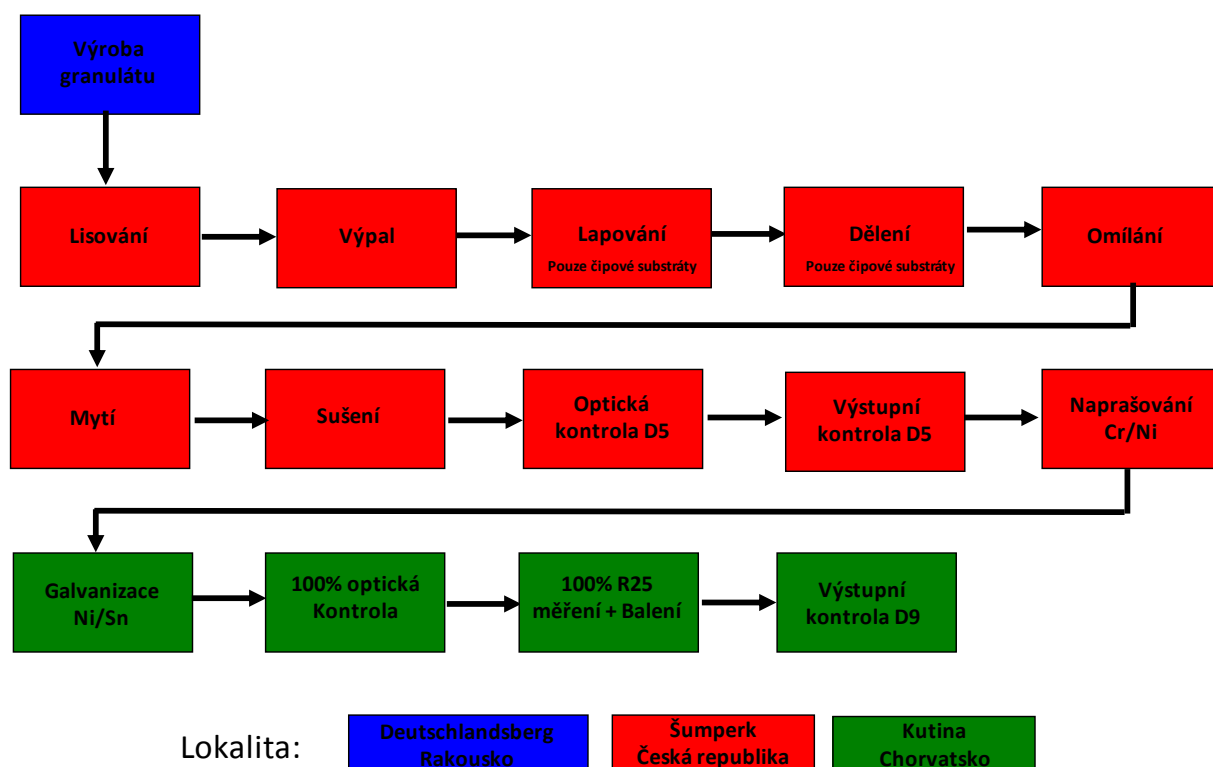 Výroba
granulátu
Lisování
Výpal
Lapování
Pouze čipové substráty
Dělení
Pouze čipové substráty
Omílání
Mytí
Sušení
Optická
kontrola D5
Výstupní
kontrola D5
Naprašování
Cr/Ni
Galvanizace
Ni/Sn
100% optická
Kontrola
100% R25
měření + Balení
Výstupní
kontrola D9
Lokalita:
Deutschlandsberg
Rakousko
Šumperk
Česká republika
Kutina
Chorvatsko